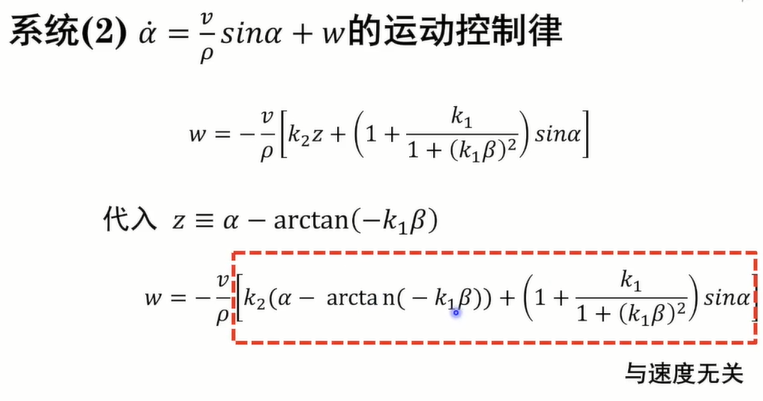 系统(2) α̇ = v/ρ sinα + w的运动控制律
w = −v/ρ[k₂z + (1 + k₁/(1 + (k₁β)²)) sinα]
代入 z ≡ α − arctan(−k₁β)
w = −v/ρ[k₂(α − arctan(−k₁β)) + (1 + k₁/(1 + (k₁β)²)) sinα]
与速度无关